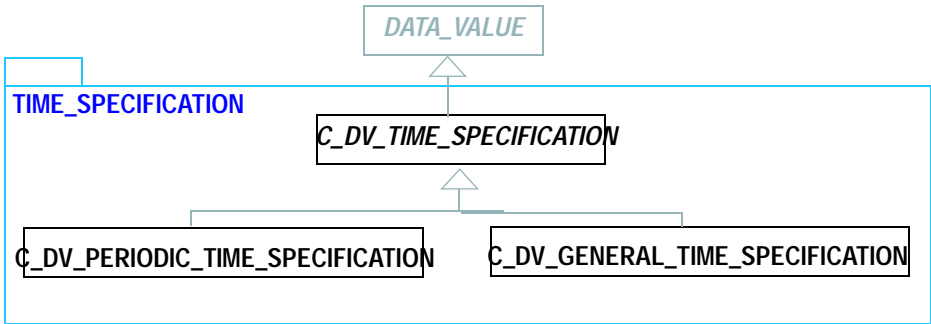 DATA_VALUE
TIME_SPECIFICATION
C_DV_TIME_SPECIFICATION
C_DV_PERIODIC_TIME_SPECIFICATION
C_DV_GENERAL_TIME_SPECIFICATION